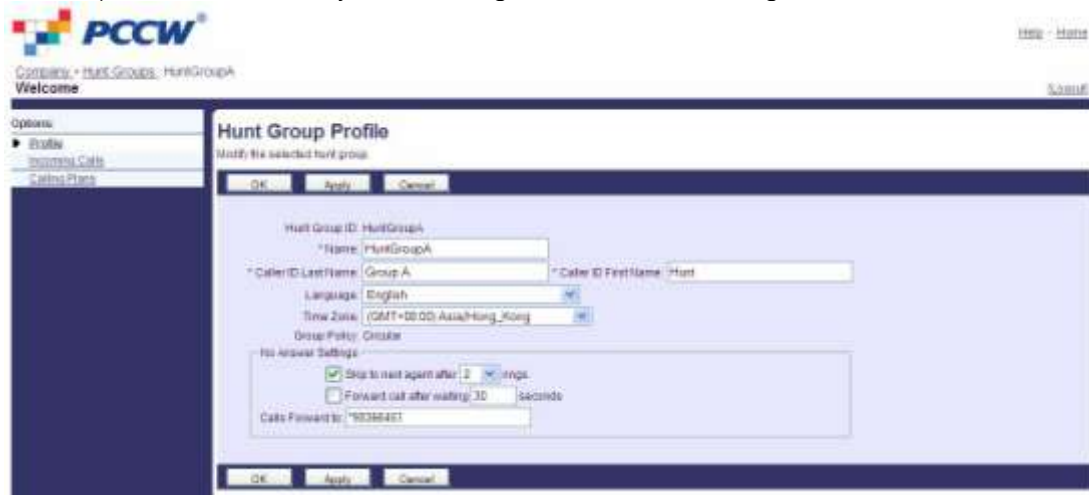 PCCW
Help - Home
Company > Hunt Groups HuntGroupA
Welcome
Logout
Options:
Profile
Incoming Calls
Calling Plans
Hunt Group Profile
Modify the selected hunt group.
OK Apply Cancel
Hunt Group ID: HuntGroupA
* Name: HuntGroupA
* Caller ID Last Name: Group A * Caller ID First Name: Hunt
Language: English
Time Zone: (GMT+08:00) Asia/Hong_Kong
Group Policy: Circular
No Answer Settings
Skip to next agent after 2 rings.
Forward call after waiting 30 seconds
Calls Forward to:
OK Apply Cancel